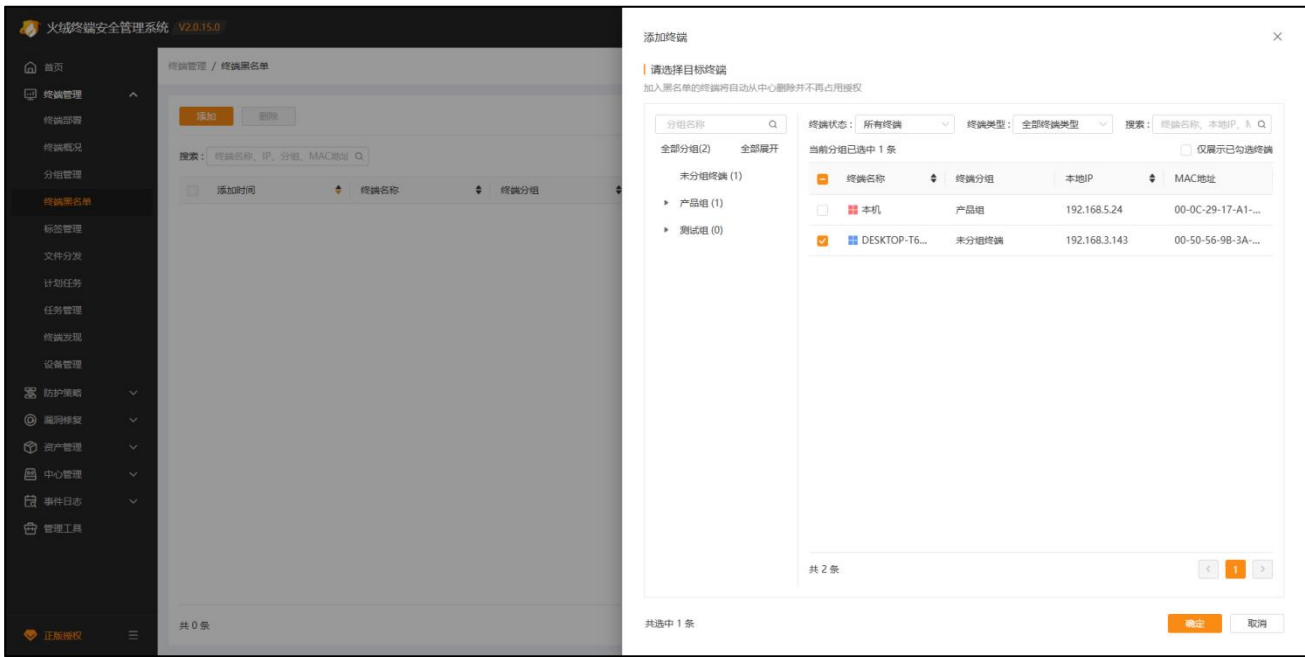 火绒终端安全管理系统 V2.0.15.0
首页
终端管理
终端部署
终端概况
分组管理
终端黑名单
标签管理
文件分发
计划任务
任务管理
终端发现
设备管理
防护策略
漏洞修复
资产管理
中心管理
事件日志
管理工具
正版授权
终端管理 / 终端黑名单
添加 删除
搜索: 终端名称、IP、分组、MAC地址
添加时间 终端名称 终端分组
共 0 条
添加终端
请选择目标终端
加入黑名单的终端将自动从中心删除并不再占用授权
分组名称
全部分组(2) 全部展开
未分组终端 (1)
产品组 (1)
测试组 (0)
终端状态: 所有终端 终端类型: 全部终端类型 搜索: 终端名称、本地IP、
当前分组已选中 1 条 仅展示已勾选终端
终端名称 终端分组 本地IP MAC地址
本机 产品组 192.168.5.24 00-0C-29-17-A1-...
DESKTOP-T6... 未分组终端 192.168.3.143 00-50-56-9B-3A-...
共 2 条 1
共选中 1 条 确定 取消